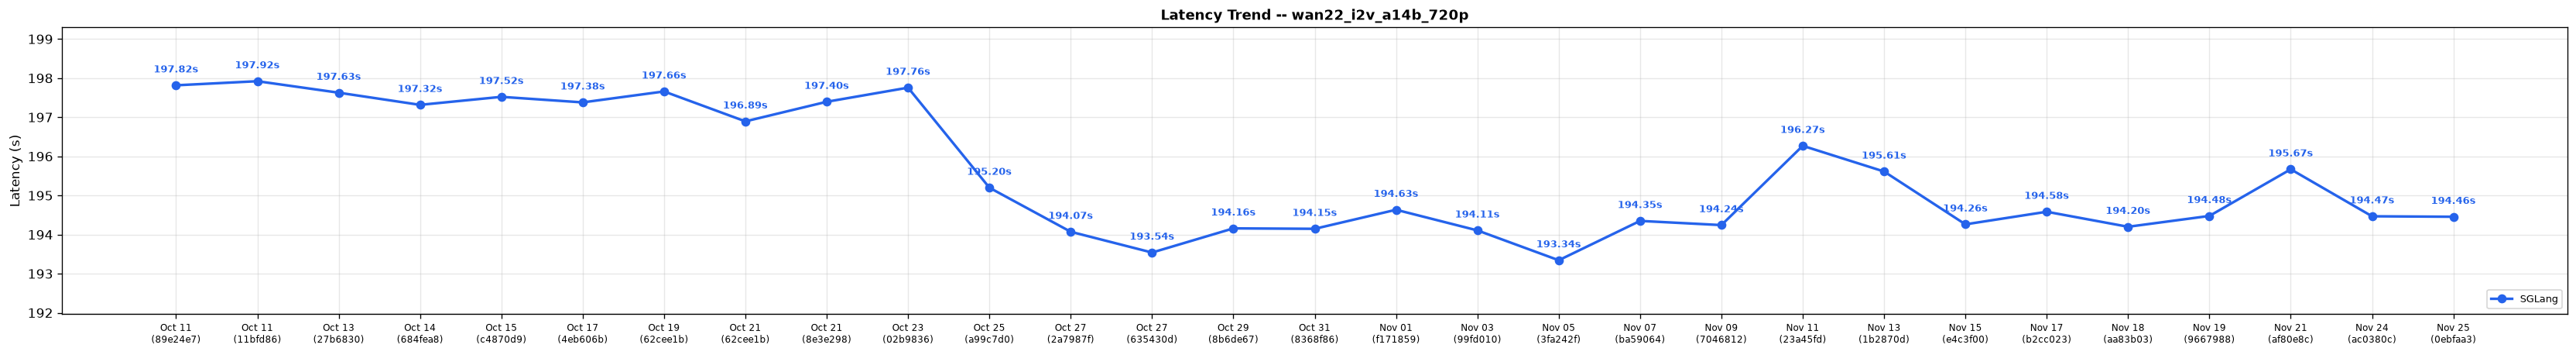 Latency Trend -- wan22_i2v_a14b_720p
Latency (s)
199
198
197
196
195
194
193
192
197.82s
197.92s
197.63s
197.32s
197.52s
197.38s
197.66s
196.89s
197.40s
197.76s
195.20s
194.07s
193.54s
194.16s
194.15s
194.63s
194.11s
193.34s
194.35s
194.24s
196.27s
195.61s
194.26s
194.58s
194.20s
194.48s
195.67s
194.47s
194.46s
SGLang
Oct 11
(89e24e7)
Oct 11
(11bfd86)
Oct 13
(27b6830)
Oct 14
(684fea8)
Oct 15
(c4870d9)
Oct 17
(4eb606b)
Oct 19
(62cee1b)
Oct 21
(62cee1b)
Oct 21
(8e3e298)
Oct 23
(02b9836)
Oct 25
(a99c7d0)
Oct 27
(2a7987f)
Oct 27
(635430d)
Oct 29
(8b6de67)
Oct 31
(8368f86)
Nov 01
(f171859)
Nov 03
(99fd010)
Nov 05
(3fa242f)
Nov 07
(ba59064)
Nov 09
(7046812)
Nov 11
(23a45fd)
Nov 13
(1b2870d)
Nov 15
(e4c3f00)
Nov 17
(b2cc023)
Nov 18
(aa83b03)
Nov 19
(9667988)
Nov 21
(af80e8c)
Nov 24
(ac0380c)
Nov 25
(0ebfaa3)